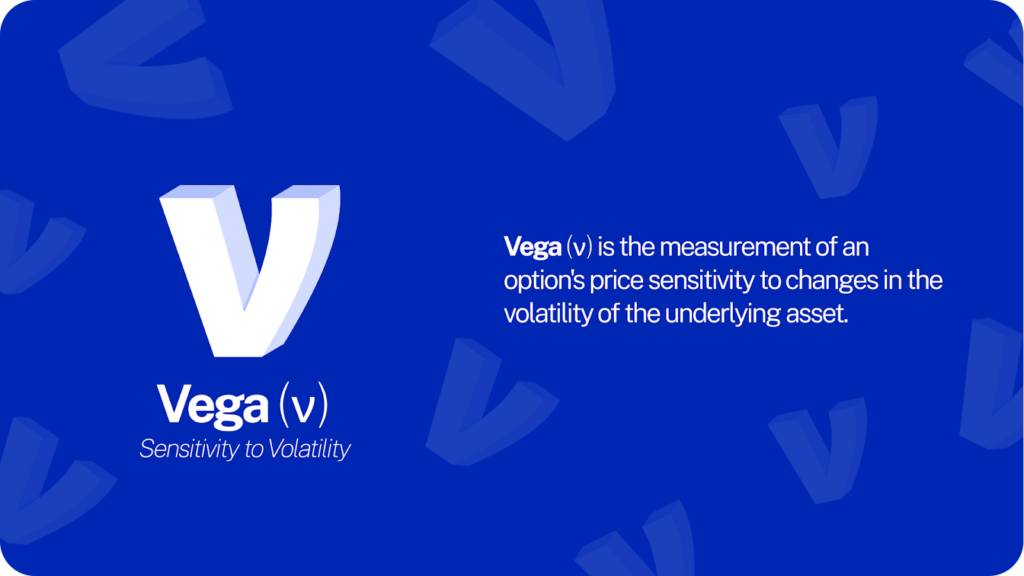 Vega (ν)
Sensitivity to Volatility
Vega (ν) is the measurement of an
option's price sensitivity to changes in the
volatility of the underlying asset.